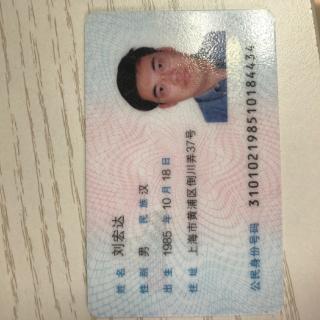 姓名 刘宏达
性别 男 民族 汉
出生 1985 年 10 月 18 日
住址 上海市黄浦区倒川弄37号
公民身份号码 310102198510184434